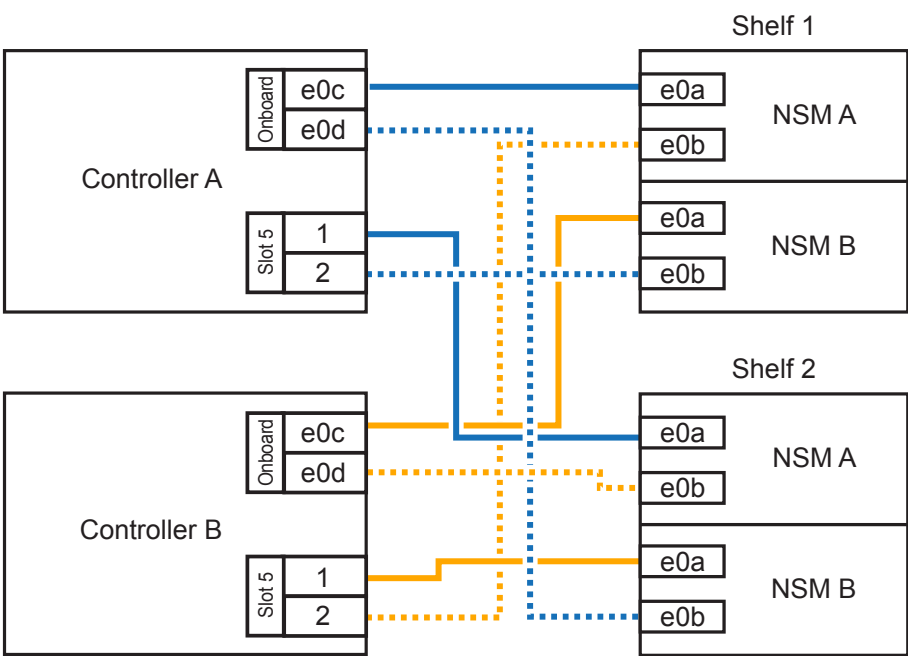 Shelf 1
Controller A
Onboard
e0c
e0d
Slot 5
1
2
e0a
e0b
NSM A
e0a
e0b
NSM B
Shelf 2
Controller B
Onboard
e0c
e0d
Slot 5
1
2
e0a
e0b
NSM A
e0a
e0b
NSM B